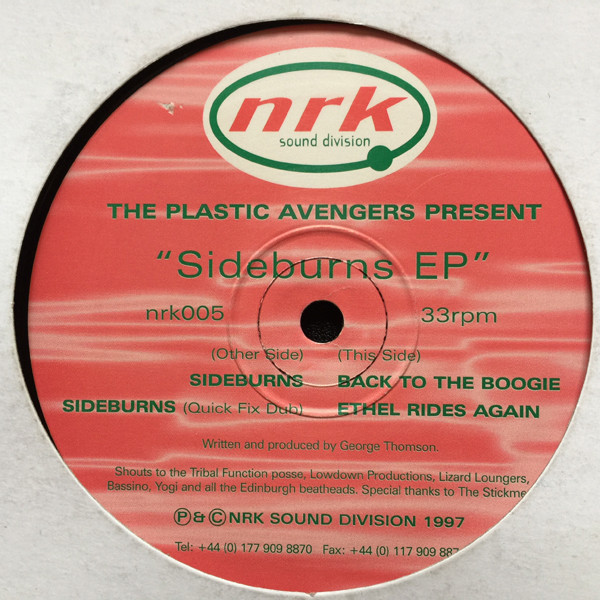 nrk
sound division
THE PLASTIC AVENGERS PRESENT
"Sideburns EP"
nrk005 33rpm
(Other Side) (This Side)
SIDEBURNS BACK TO THE BOOGIE
SIDEBURNS (Quick Fix Dub) ETHEL RIDES AGAIN
Written and produced by George Thomson.
Shouts to the Tribal Function posse, Lowdown Productions, Lizard Loungers,
Bassino, Yogi and all the Edinburgh beatheads. Special thanks to The Stickme
Ⓟ & © NRK SOUND DIVISION 1997
Tel: +44 (0) 177 909 8870 Fax: +44 (0) 117 909